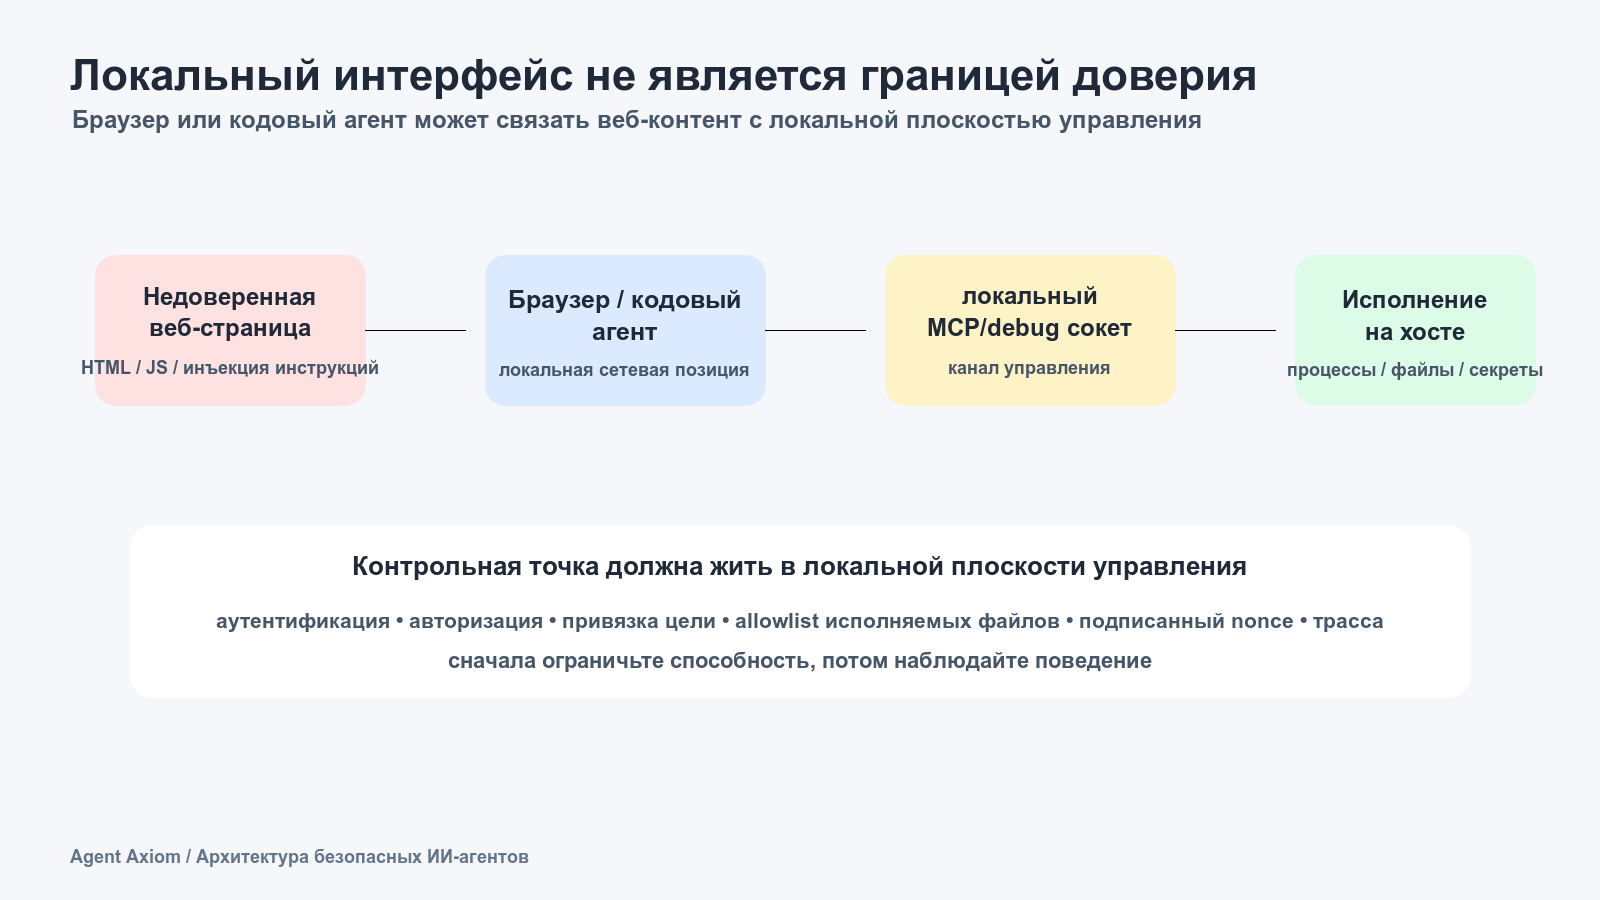 Локальный интерфейс не является границей доверия
Браузер или кодовый агент может связать веб-контент с локальной плоскостью управления
Недоверенная
веб-страница
HTML / JS / инъекция инструкций
Браузер / кодовый
агент
локальная сетевая позиция
локальный
MCP/debug сокет
канал управления
Исполнение
на хосте
процессы / файлы / секреты
Контрольная точка должна жить в локальной плоскости управления
аутентификация • авторизация • привязка цели • allowlist исполняемых файлов • подписанный nonce • трасса
сначала ограничьте способность, потом наблюдайте поведение
Agent Axiom / Архитектура безопасных ИИ-агентов